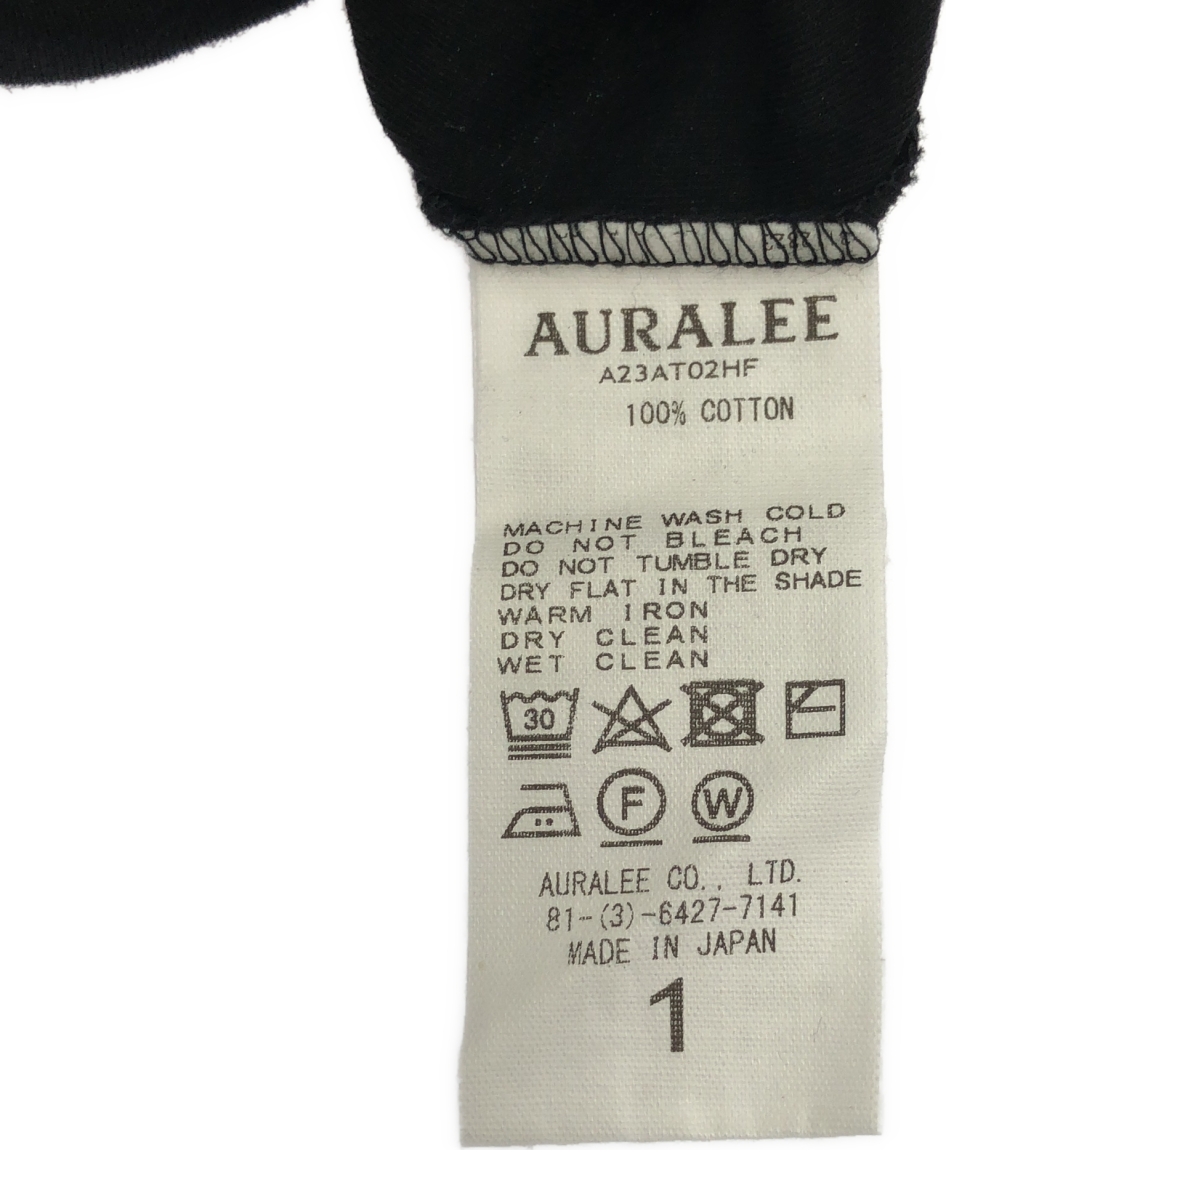 AURALEE
A23AT02HF
100% COTTON
MACHINE WASH COLD
DO NOT BLEACH
DO NOT TUMBLE DRY
DRY FLAT IN THE SHADE
WARM IRON
DRY CLEAN
WET CLEAN
30
F W
AURALEE CO., LTD.
81-(3)-6427-7141
MADE IN JAPAN
1